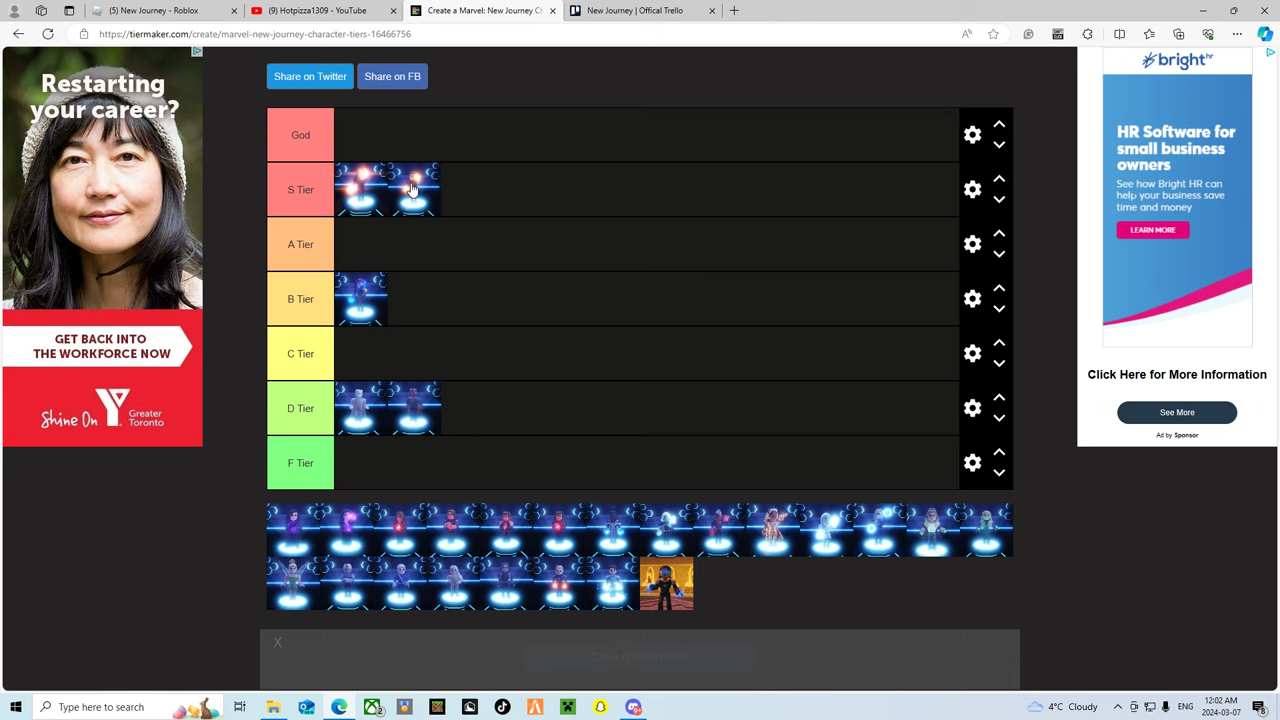 (5) New Journey - Roblox
(9) Hotpizza1309 - YouTube
Create a Marvel: New Journey Ch
New Journey | Offical Trello
https://tiermaker.com/create/marvel-new-journey-character-tiers-16466756
Restarting
your career?
GET BACK INTO
THE WORKFORCE NOW
Shine On
Y
Greater
Toronto
Share on Twitter
Share on FB
God
S Tier
A Tier
B Tier
C Tier
D Tier
F Tier
X
Save or Download
brighthr
HR Software for
small business
owners
See how Bright HR can
help your business save
time and money
LEARN MORE
Click Here for More Information
See More
Ad by Sponsor
Type here to search
4°C Cloudy
ENG
12:02 AM
2024-03-07